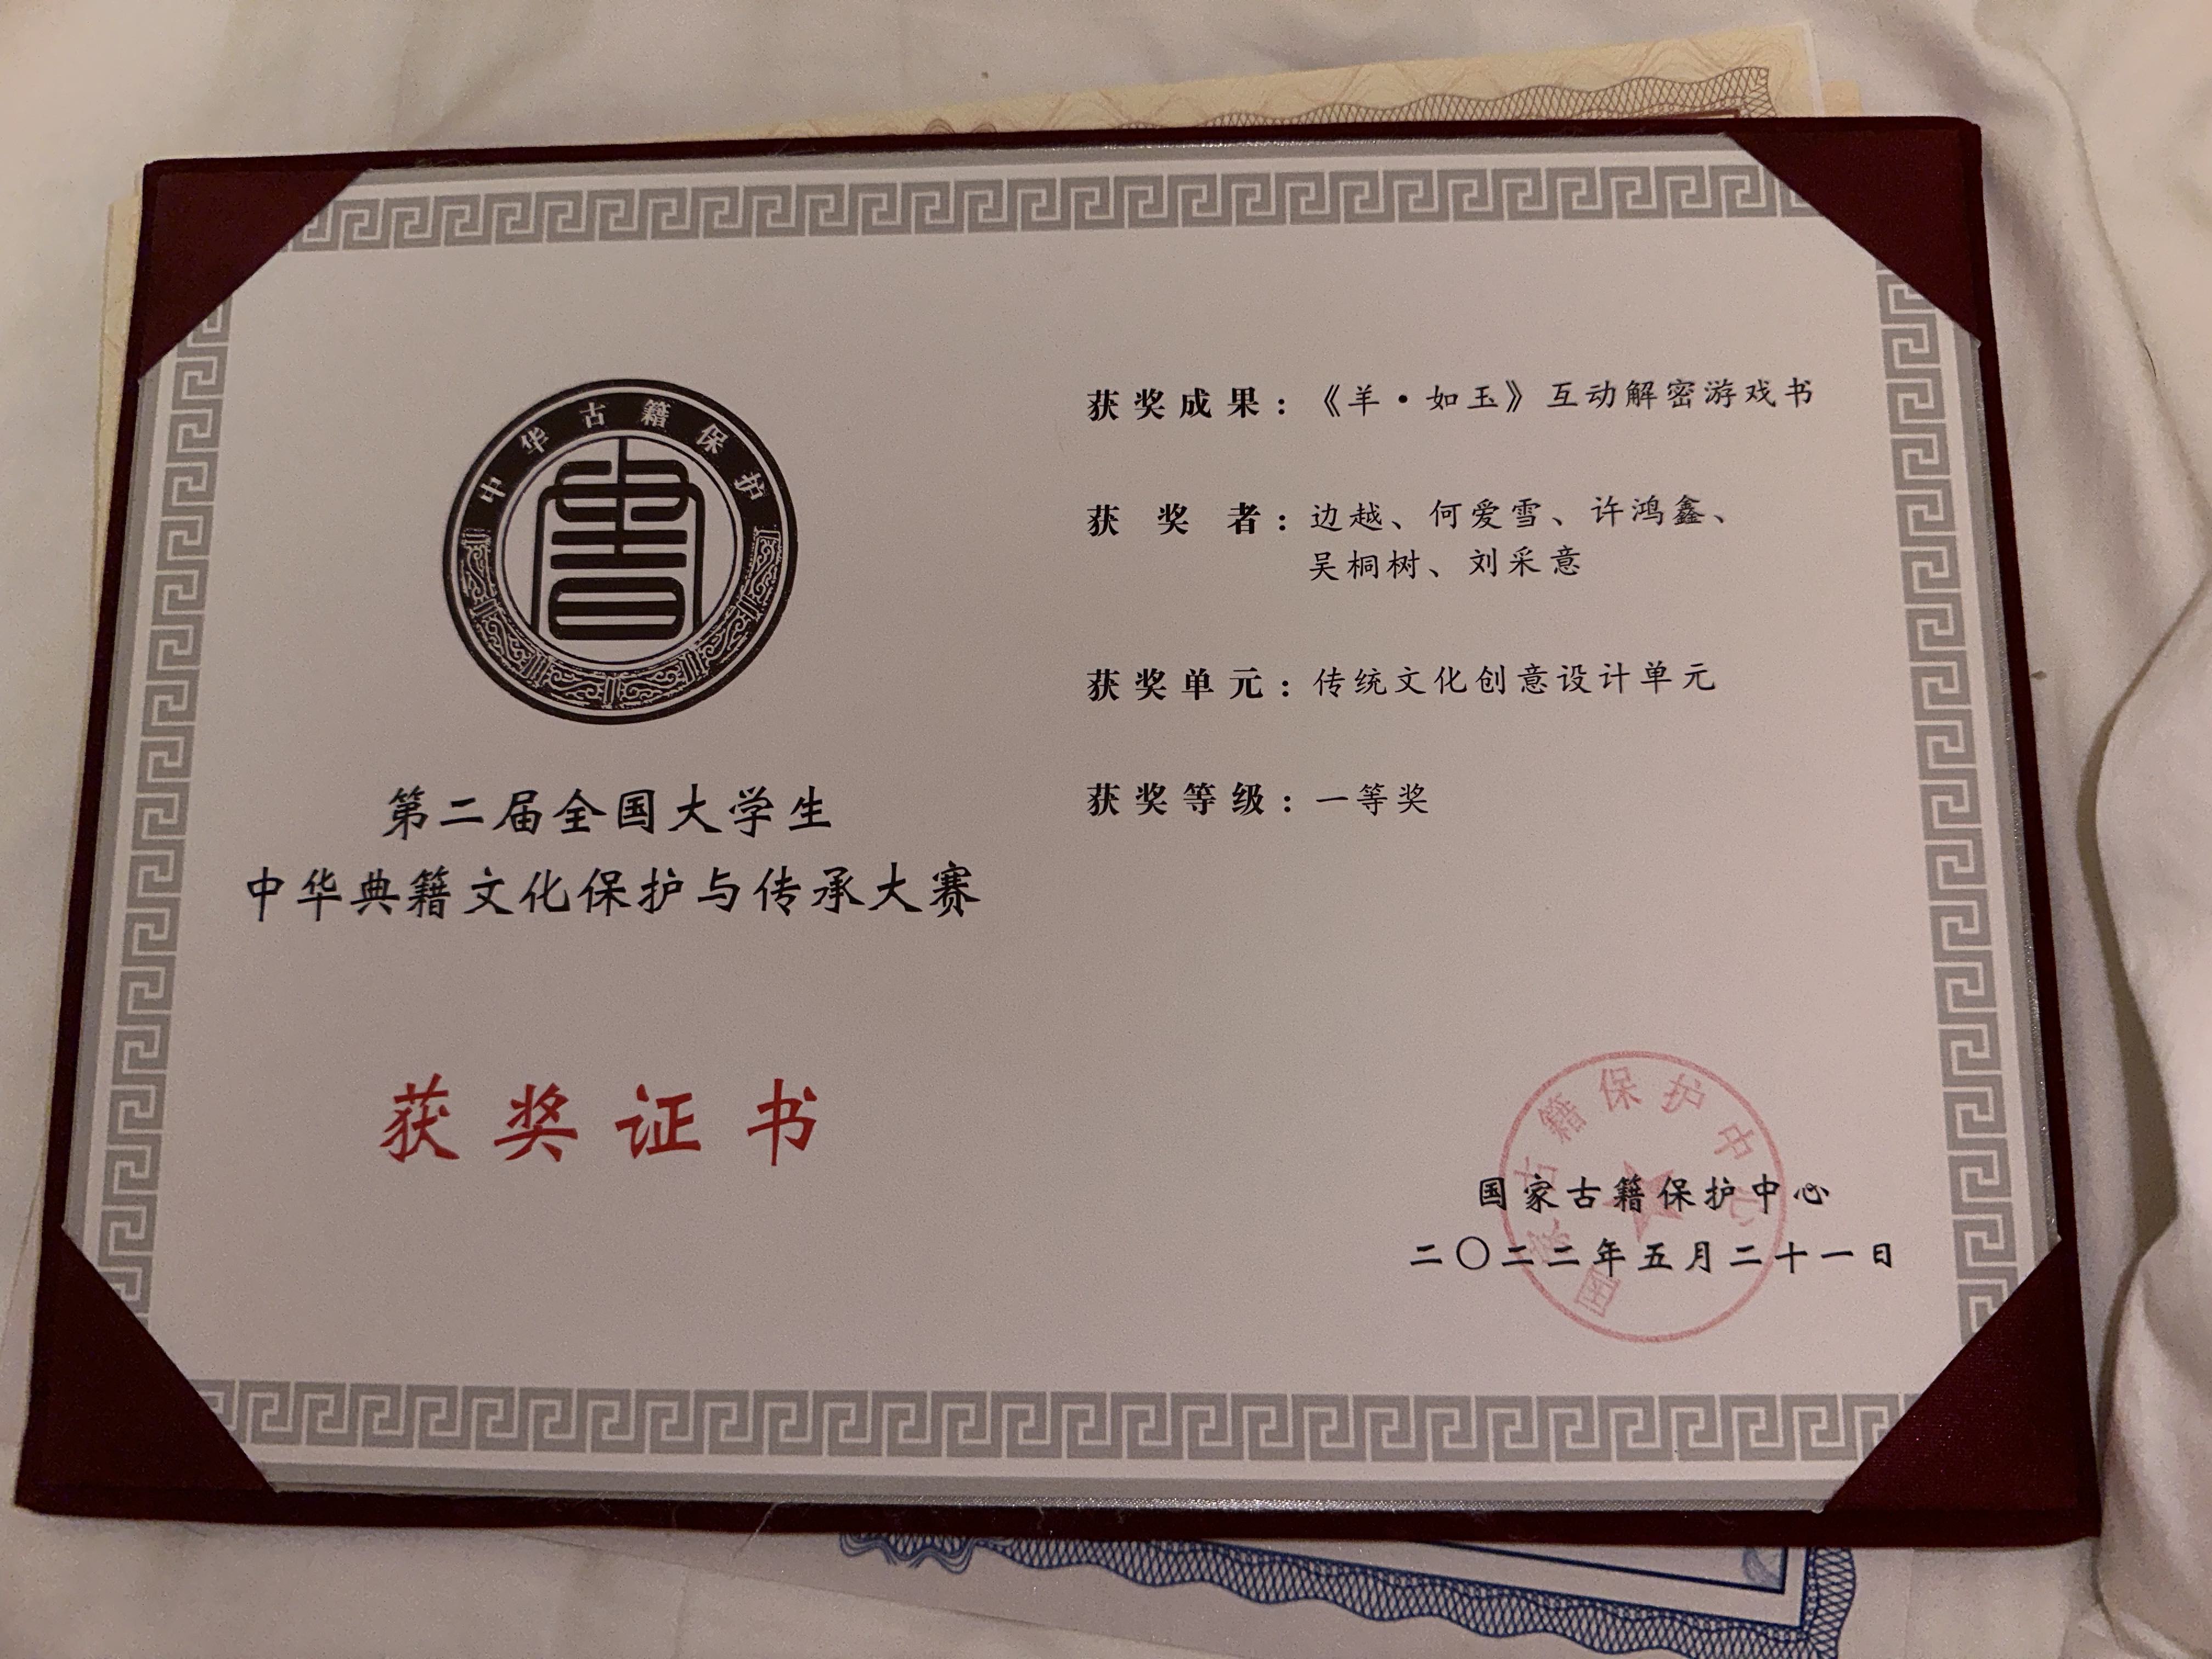 中华古籍保护
書
第二届全国大学生
中华典籍文化保护与传承大赛
获奖证书
获奖成果：《羊·如玉》互动解密游戏书
获奖者：边越、何爱雪、许鸿鑫、
吴桐树、刘采意
获奖单元：传统文化创意设计单元
获奖等级：一等奖
国家古籍保护中心
国家古籍保护中心
二〇二二年五月二十一日